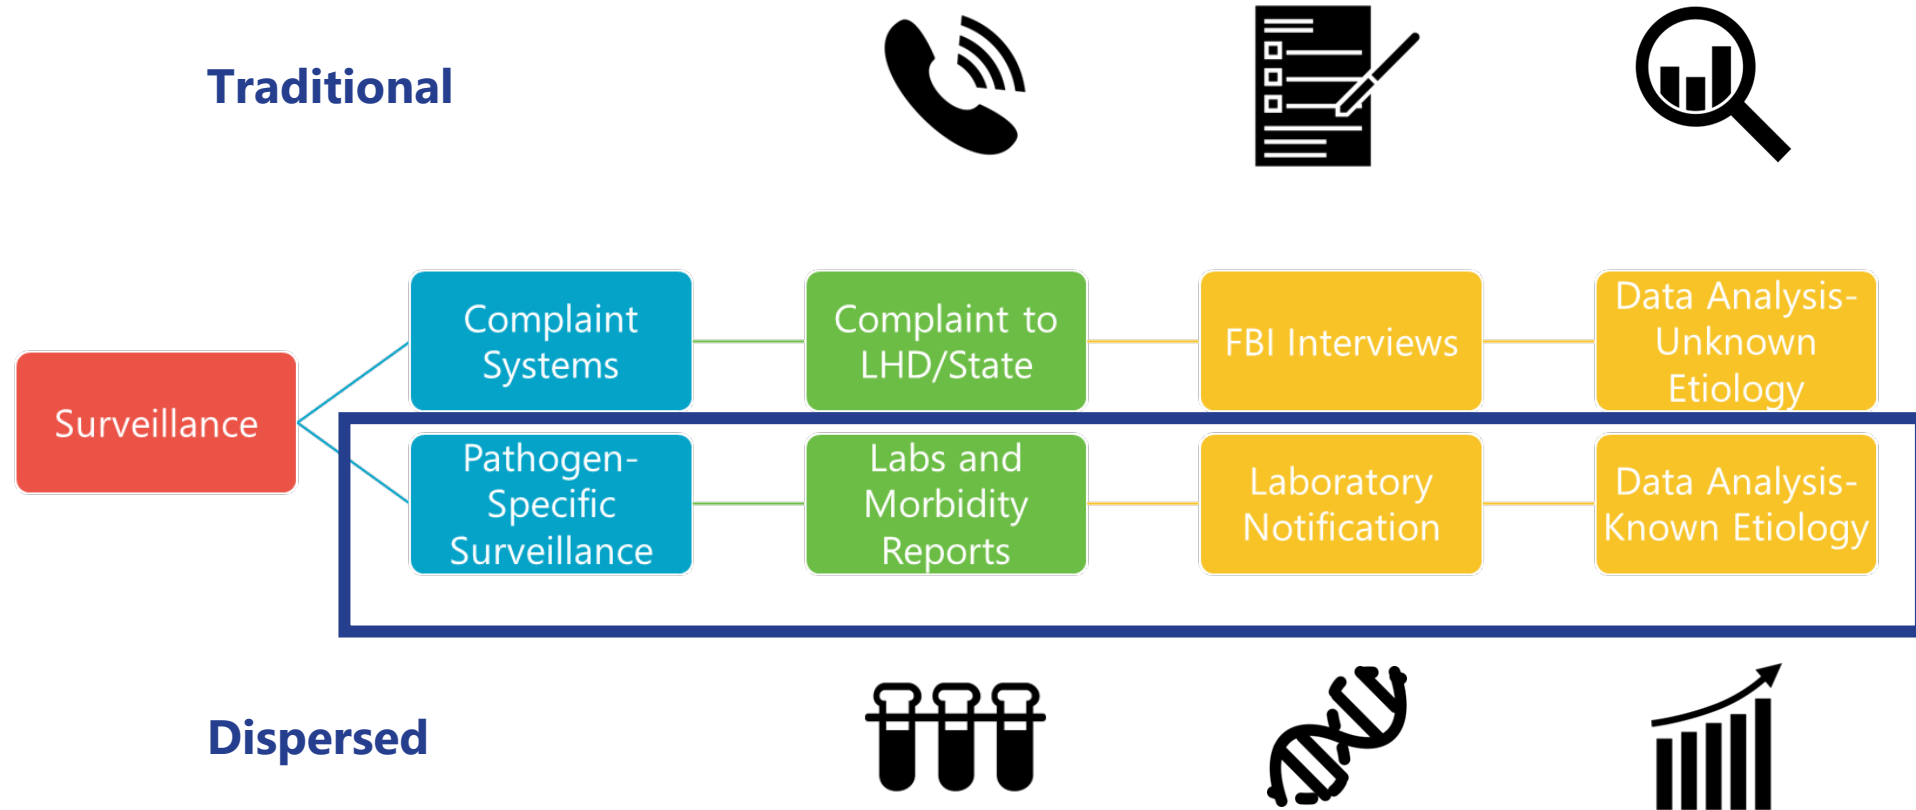 Traditional
Surveillance
Complaint
Systems
Complaint to
LHD/State
FBI Interviews
Data Analysis-
Unknown
Etiology
Pathogen-
Specific
Surveillance
Labs and
Morbidity
Reports
Laboratory
Notification
Data Analysis-
Known Etiology
Dispersed